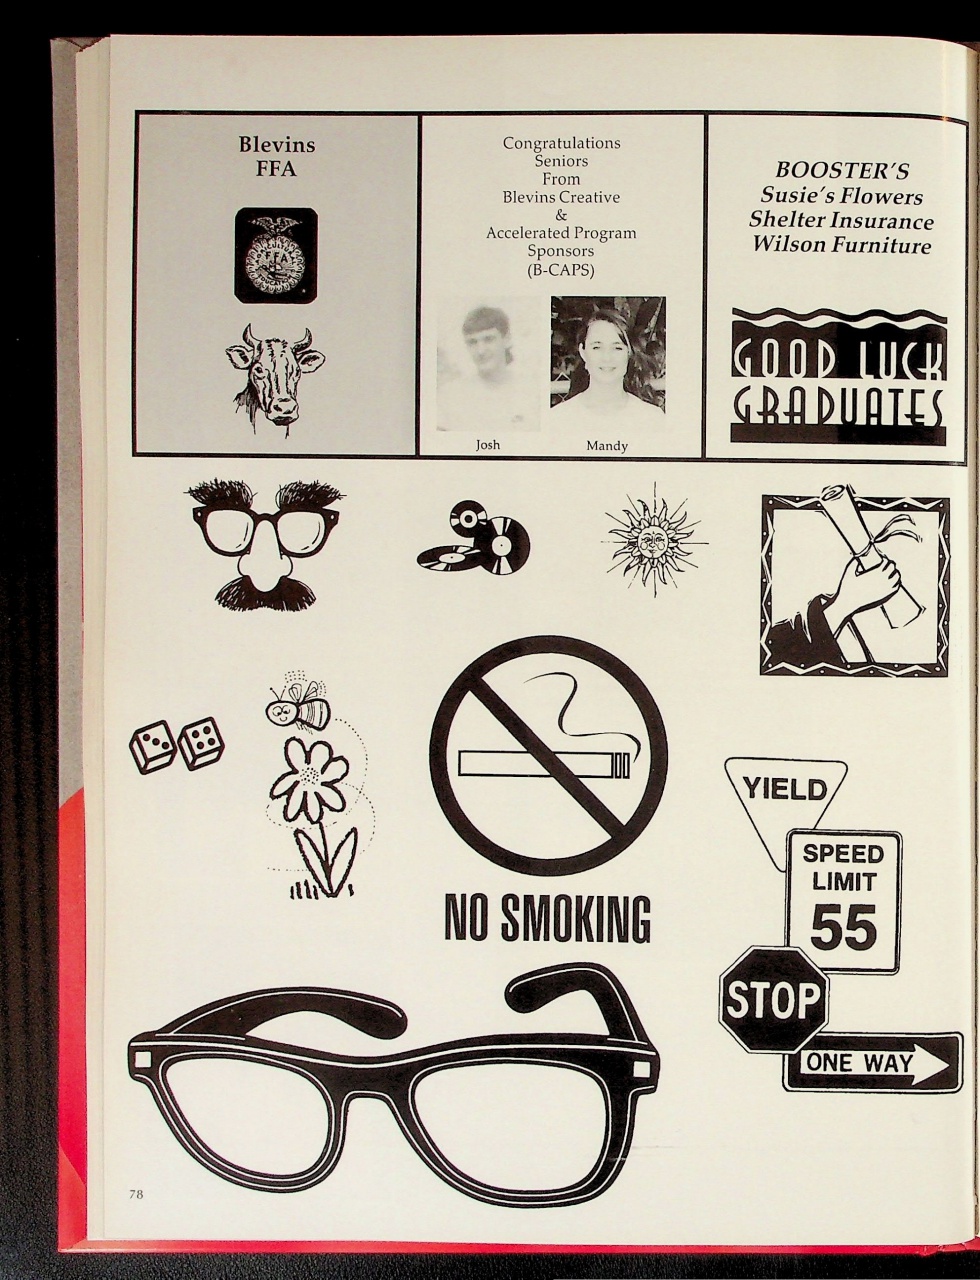 Blevins
FFA
FFA
Congratulations
Seniors
From
Blevins Creative
&
Accelerated Program
Sponsors
(B-CAPS)
Josh
Mandy
BOOSTER'S
Susie's Flowers
Shelter Insurance
Wilson Furniture
GOOD LUCK
GRADUATES
NO SMOKING
YIELD
SPEED
LIMIT
55
STOP
ONE WAY
78